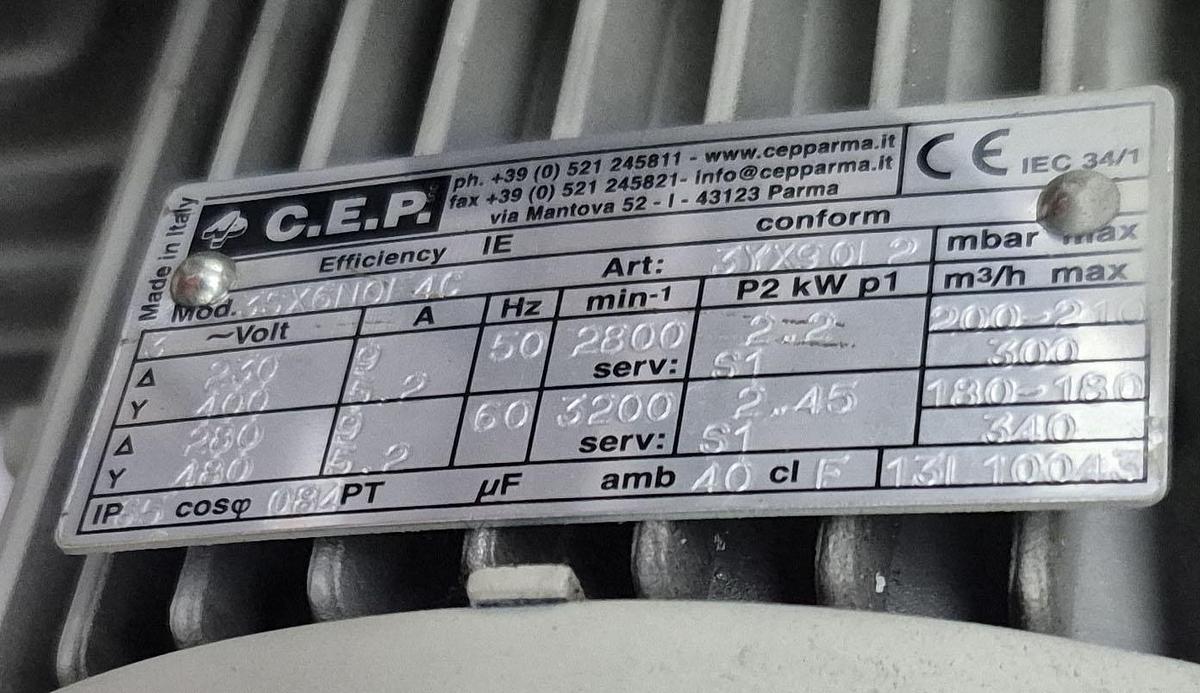 Made in Italy
C.E.P.
ph. +39 (0) 521 245811 - www.cepparma.it
fax +39 (0) 521 245821- info@cepparma.it
via Mantova 52 - I - 43123 Parma
CE IEC 34/1
Efficiency IE conform
Mod. Art: mbar max
~Volt A Hz min-1 P2 kW p1 m3/h max
3 50 2800 2.2 200-210
Δ 230 9 serv: S1 300
Y 400 5.2
60 3200 2.45 180-180
Δ 280 9 serv: S1 340
Y 480 5.2
IP cosφ 084 PT µF amb 40 cl F 131 10043